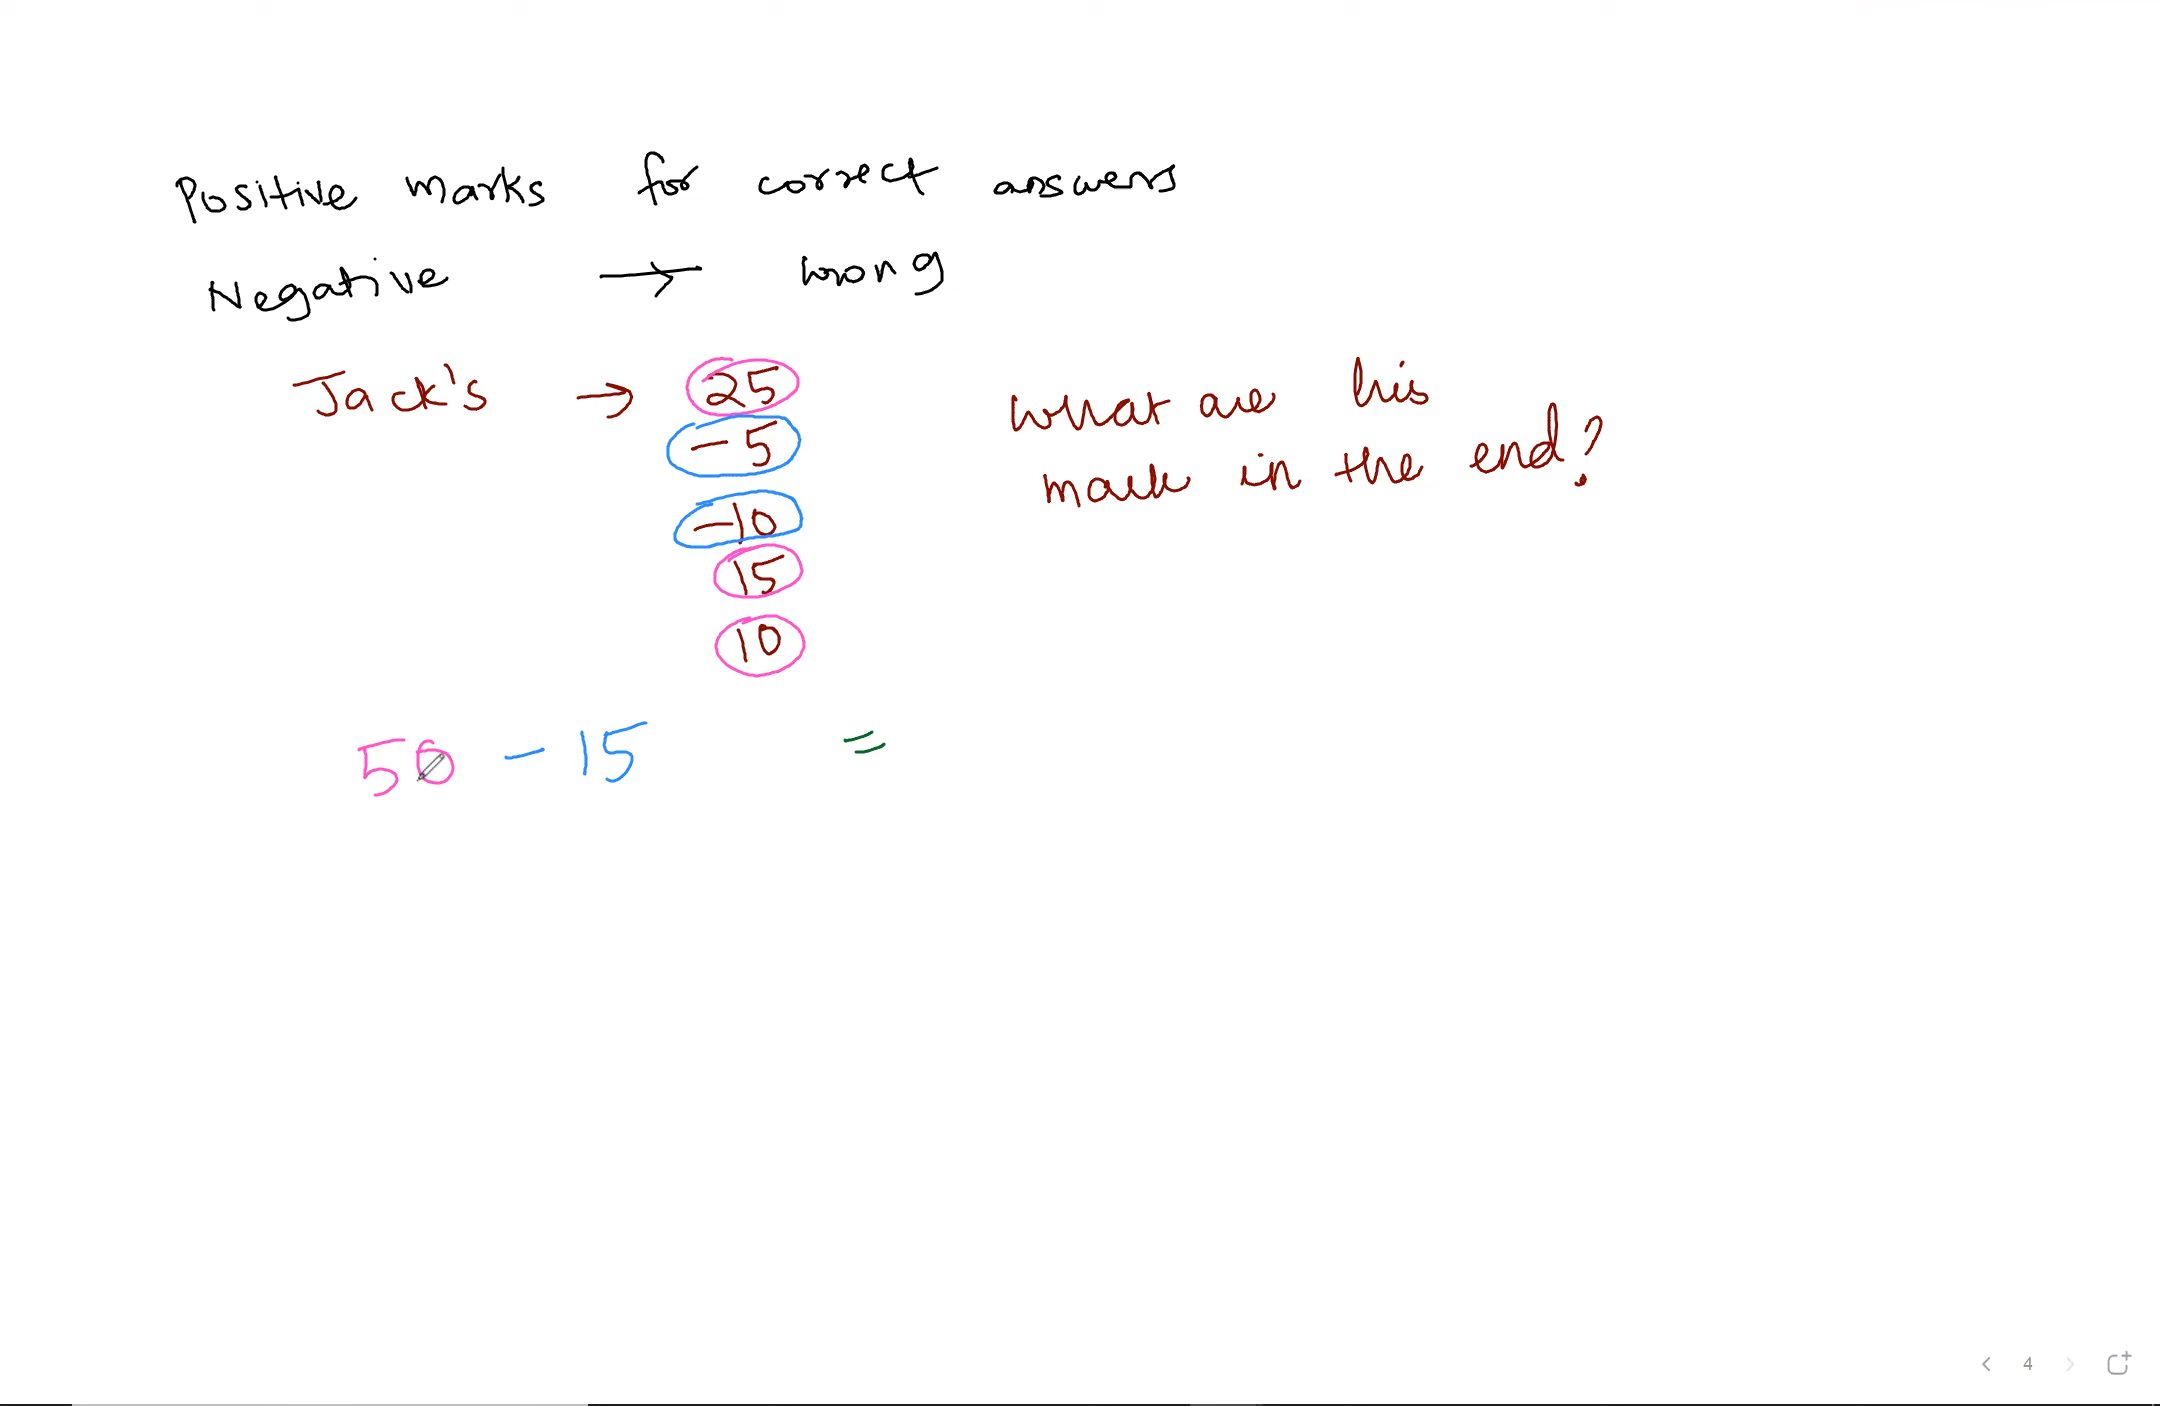 Positive marks for correct answers
Negative → wrong
Jack's → 25
-5
-10
15
10
What are his
mark in the end?
50 - 15 =
4